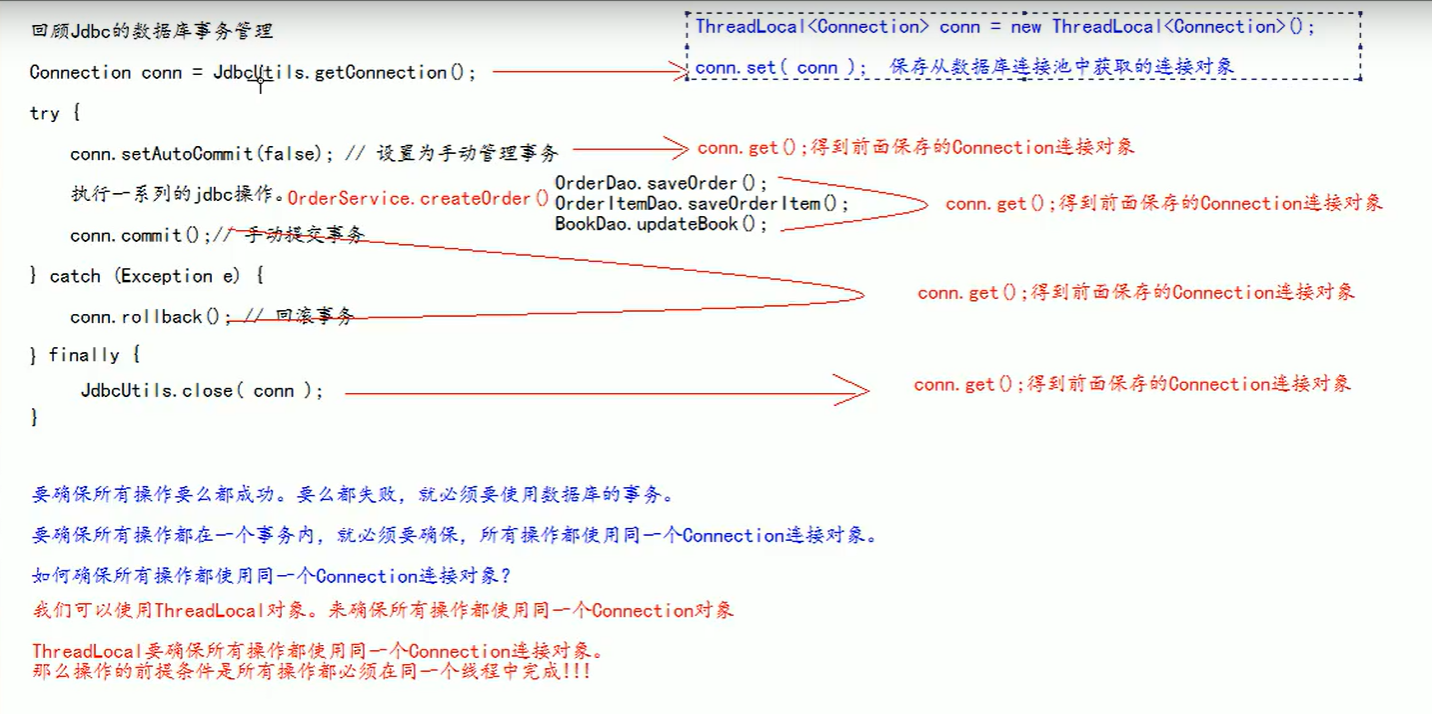 回顾Jdbc的数据库事务管理
ThreadLocal<Connection> conn = new ThreadLocal<Connection>();
Connection conn = JdbcUtils.getConnection();
conn.set( conn ); 保存从数据库连接池中获取的连接对象
try {
conn.setAutoCommit(false); // 设置为手动管理事务
conn.get();得到前面保存的Connection连接对象
执行一系列的jdbc操作。OrderService.createOrder()
OrderDao.saveOrder();
OrderItemDao.saveOrderItem();
BookDao.updateBook();
conn.get();得到前面保存的Connection连接对象
conn.commit();// 手动提交事务
} catch (Exception e) {
conn.get();得到前面保存的Connection连接对象
conn.rollback(); // 回滚事务
} finally {
JdbcUtils.close( conn );
conn.get();得到前面保存的Connection连接对象
}
要确保所有操作要么都成功。要么都失败，就必须要使用数据库的事务。
要确保所有操作都在一个事务内，就必须要确保，所有操作都使用同一个Connection连接对象。
如何确保所有操作都使用同一个Connection连接对象?
我们可以使用ThreadLocal对象。来确保所有操作都使用同一个Connection对象
ThreadLocal要确保所有操作都使用同一个Connection连接对象。
那么操作的前提条件是所有操作都必须在同一个线程中完成!!!